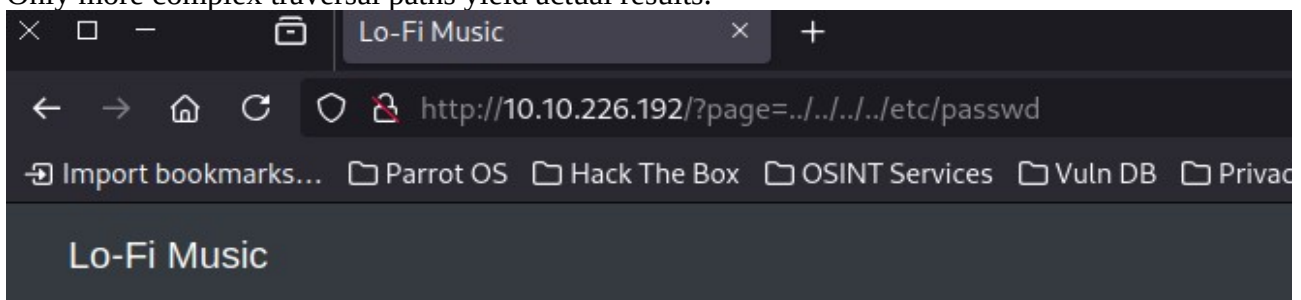 Only more complex traversal paths yield actual results.
Lo-Fi Music
http://10.10.226.192/?page=../../../../etc/passwd
Import bookmarks... Parrot OS Hack The Box OSINT Services Vuln DB Privac
Lo-Fi Music